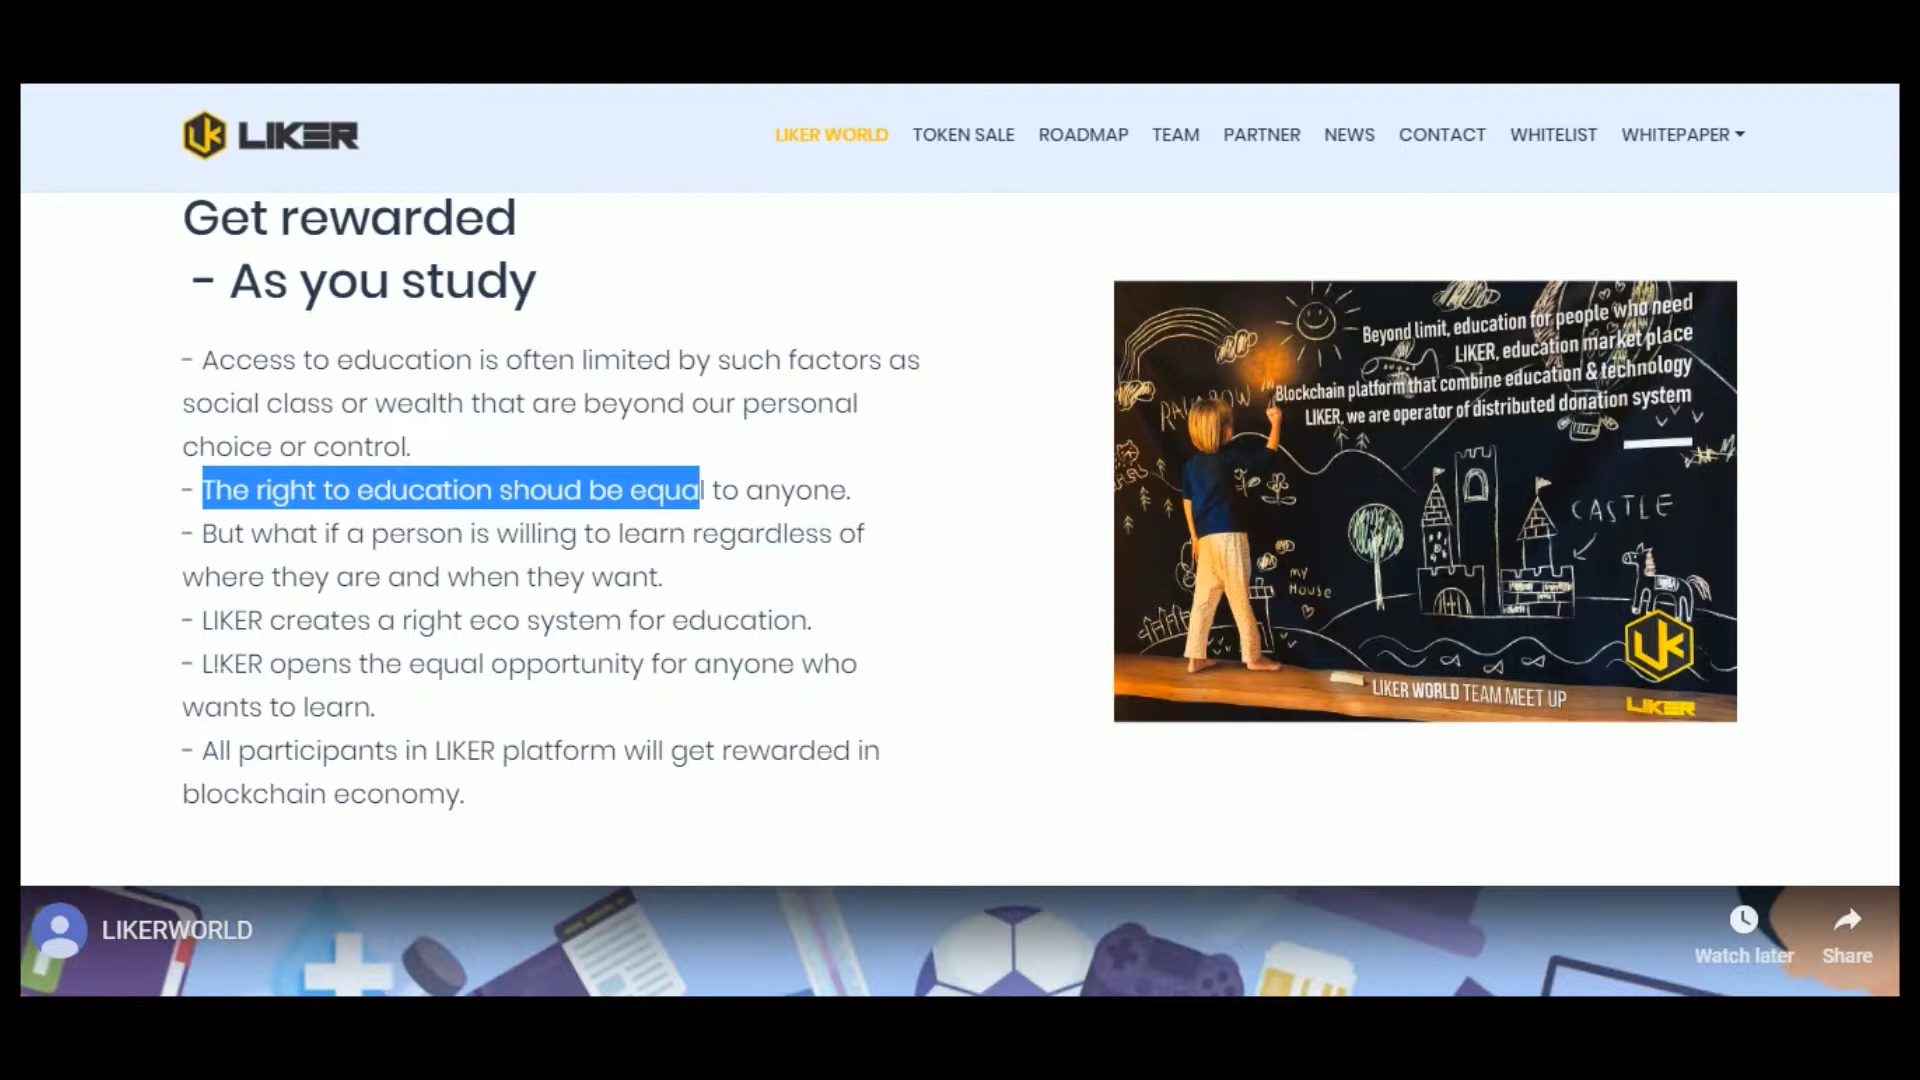 LIKER
LIKER WORLD TOKEN SALE ROADMAP TEAM PARTNER NEWS CONTACT WHITELIST WHITEPAPER
Get rewarded
- As you study
- Access to education is often limited by such factors as
social class or wealth that are beyond our personal
choice or control.
- The right to education shoud be equal to anyone.
- But what if a person is willing to learn regardless of
where they are and when they want.
- LIKER creates a right eco system for education.
- LIKER opens the equal opportunity for anyone who
wants to learn.
- All participants in LIKER platform will get rewarded in
blockchain economy.
Beyond limit, education for people who need
LIKER, education market place
Blockchain platform that combine education & technology
LIKER, we are operator of distributed donation system
RAINBOW
CASTLE
MY
HOUSE
LIKER WORLD TEAM MEET UP
LIKER
LIKERWORLD
Watch later
Share